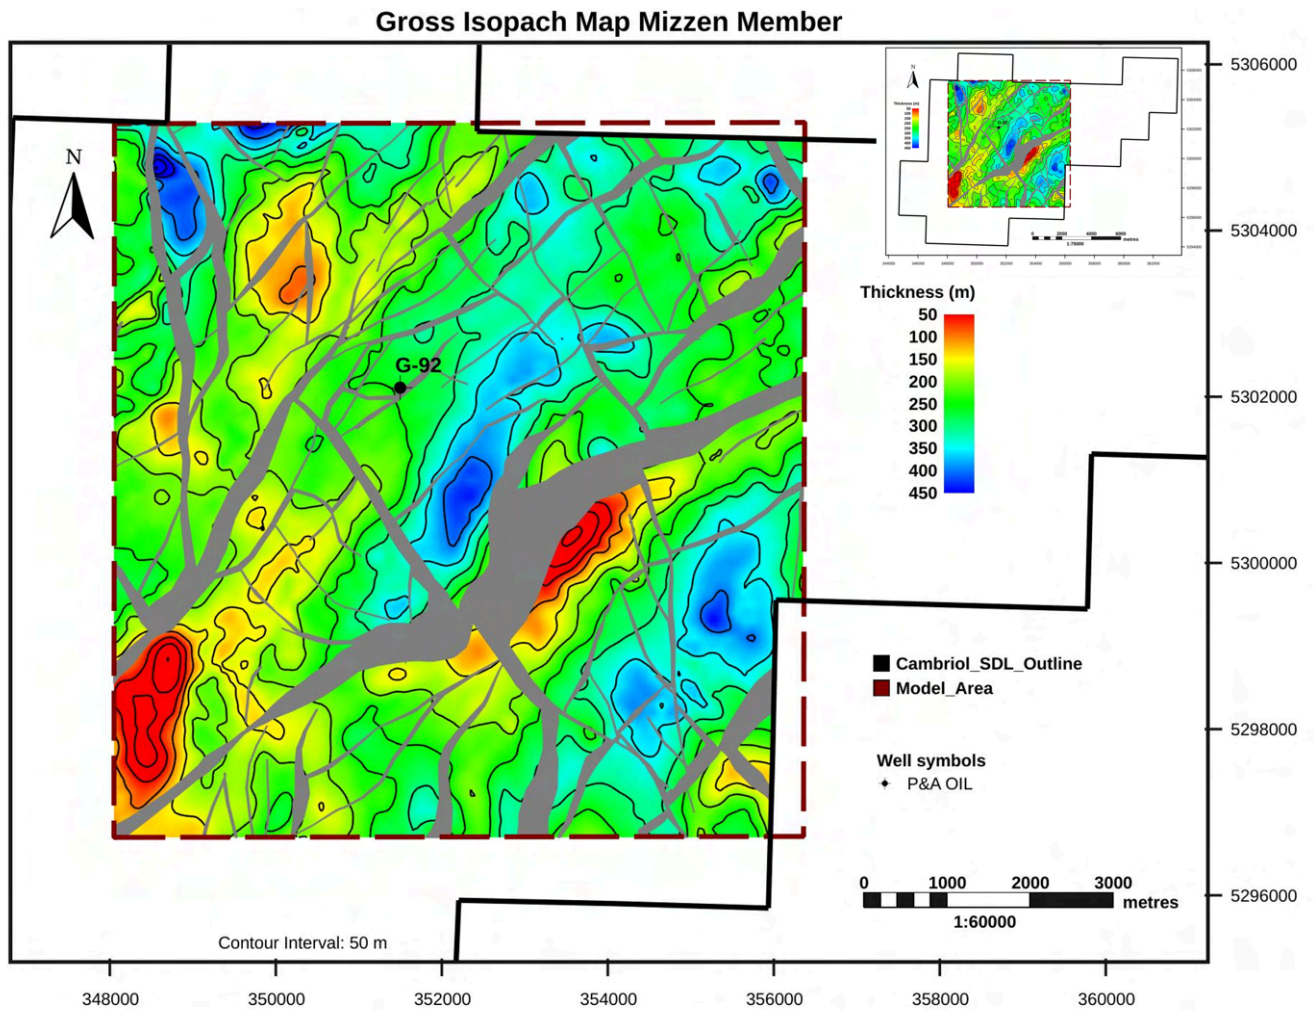 Gross Isopach Map Mizzen Member
N
N
5306000
Thickness (m)
50
100
150
200
250
300
350
400
450
5304000
5302000
5300000
5298000
5296000
G-92
Cambriol_SDL_Outline
Model_Area
Well symbols
P&A OIL
0 1000 2000 3000
metres
1:60000
Contour Interval: 50 m
348000 350000 352000 354000 356000 358000 360000